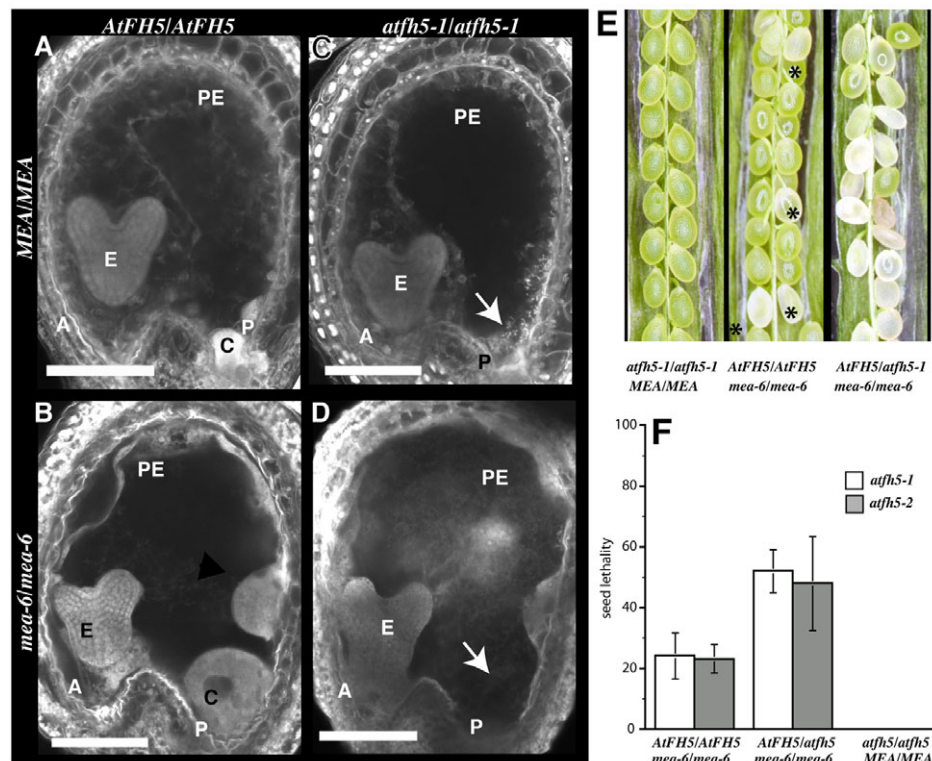 AtFH5/AtFH5
atfh5-1/atfh5-1
MEA/MEA
mea-6/mea-6
A
PE
E
A
P
C
C
PE
E
A
P
B
PE
E
A
C
P
D
PE
E
A
P
E
*
*
*
*
atfh5-1/atfh5-1
MEA/MEA
AtFH5/AtFH5
mea-6/mea-6
AtFH5/atfh5-1
mea-6/mea-6
F
100
80
60
40
20
0
seed lethality
atfh5-1
atfh5-2
AtFH5/AtFH5
mea-6/mea-6
AtFH5/atfh5
mea-6/mea-6
atfh5/atfh5
MEA/MEA